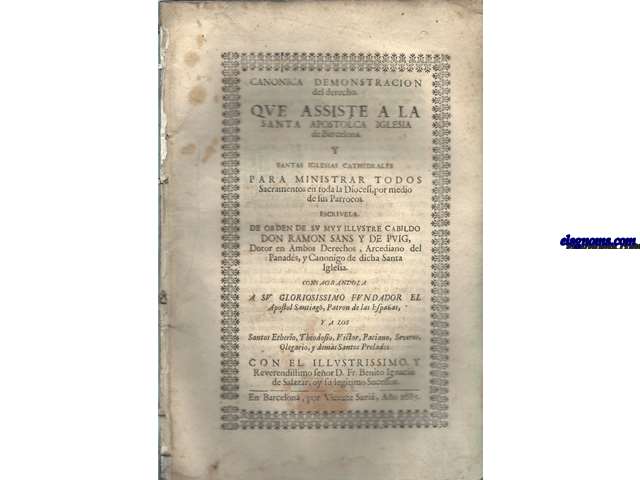 CANONICA DEMONSTRACION
del derecho.
QVE ASSISTE A LA
SANTA APOSTOLCA IGLESIA
de Barcelona.
Y
SANTAS IGLESIAS CATHEDRALES
PARA MINISTRAR TODOS
Sacramentos en toda la Diocesi, por medio
de sus Parrocos.
ESCRIVELA
DE ORDEN DE SV MVY ILLVSTRE CABILDO
DON RAMON SANS Y DE PVIG,
Dotor en Ambos Derechos, Arcediano del
Panadès, y Canonigo de dicha Santa
Iglesia.
CONSAGRANDOLA
A SV GLORIOSISSIMO FVNDADOR EL
Apostol Santiago, Patron de las Españas,
Y A LOS
Santos Etherio, Theodosio, Victor, Paciano, Severo,
Olegario, y demàs Santos Prelados
CON EL ILLVSTRISSIMO, Y
Reverendissimo señor D. Fr. Benito Ignacio
de Salazar, oy su legitimo Sucessor.
En Barcelona, por Vicente Surià, Año
elsgnoms.com